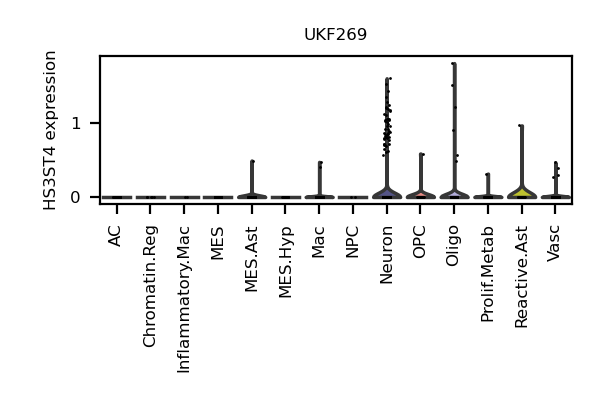 UKF269
HS3ST4 expression
1
0
AC
Chromatin.Reg
Inflammatory.Mac
MES
MES.Ast
MES.Hyp
Mac
NPC
Neuron
OPC
Oligo
Prolif.Metab
Reactive.Ast
Vasc